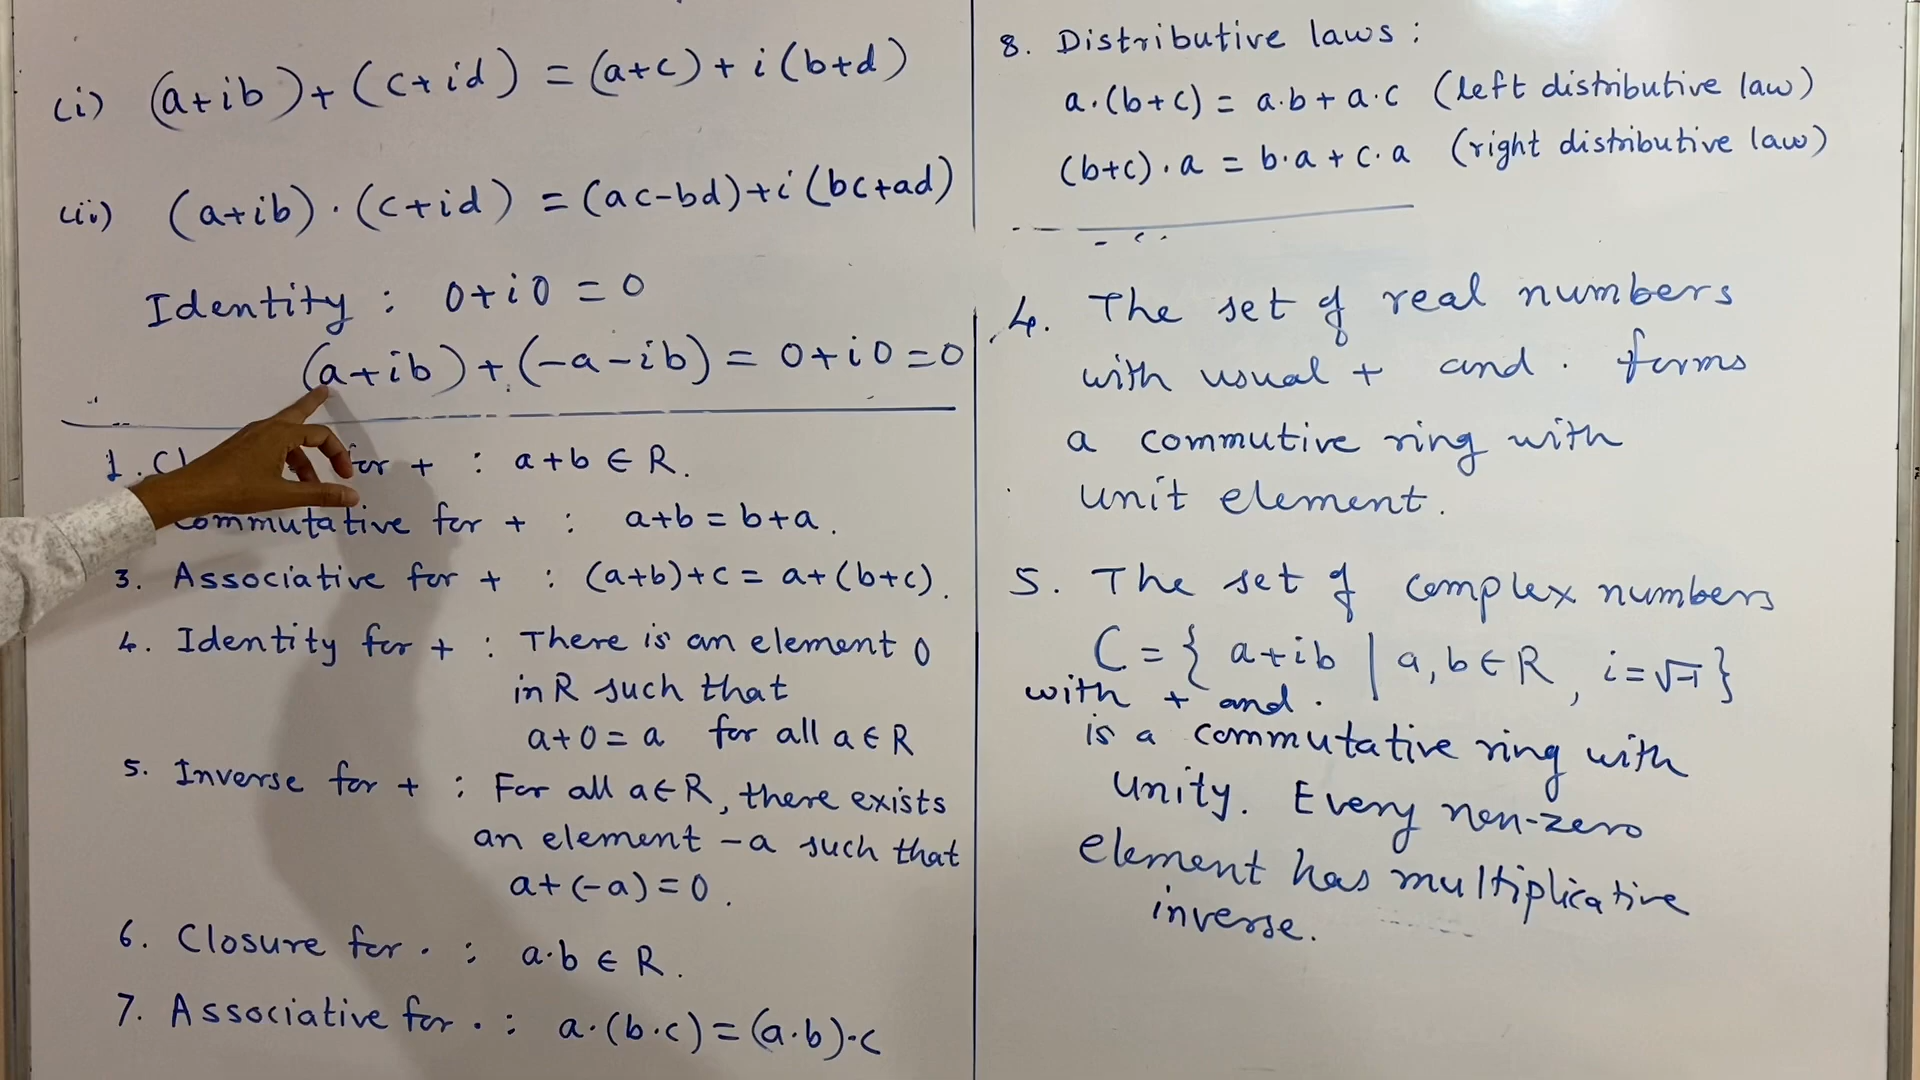 (i) (a+ib)+(c+id) = (a+c)+i(b+d)
(ii) (a+ib)·(c+id) = (ac-bd)+i(bc+ad)
Identity : 0+i0 = 0
(a+ib)+(-a-ib) = 0+i0=0
1. for + : a+b ∈ R.
Commutative for + : a+b = b+a.
3. Associative for + : (a+b)+c = a+(b+c).
4. Identity for + : There is an element 0
in R such that
a+0 = a for all a ∈ R
5. Inverse for + : For all a ∈ R, there exists
an element -a such that
a+(-a)=0.
6. Closure for · : a·b ∈ R.
7. Associative for · : a·(b·c)=(a·b)·c
8. Distributive laws :
a·(b+c) = a·b+a·c (left distributive law)
(b+c)·a = b·a+c·a (right distributive law)
4. The set of real numbers
with usual + and · forms
a commutive ring with
unit element.
5. The set of complex numbers
C = { a+ib | a, b ∈ R, i=√-1 }
with + and ·
is a commutative ring with
unity. Every non-zero
element has multiplicative
inverse.